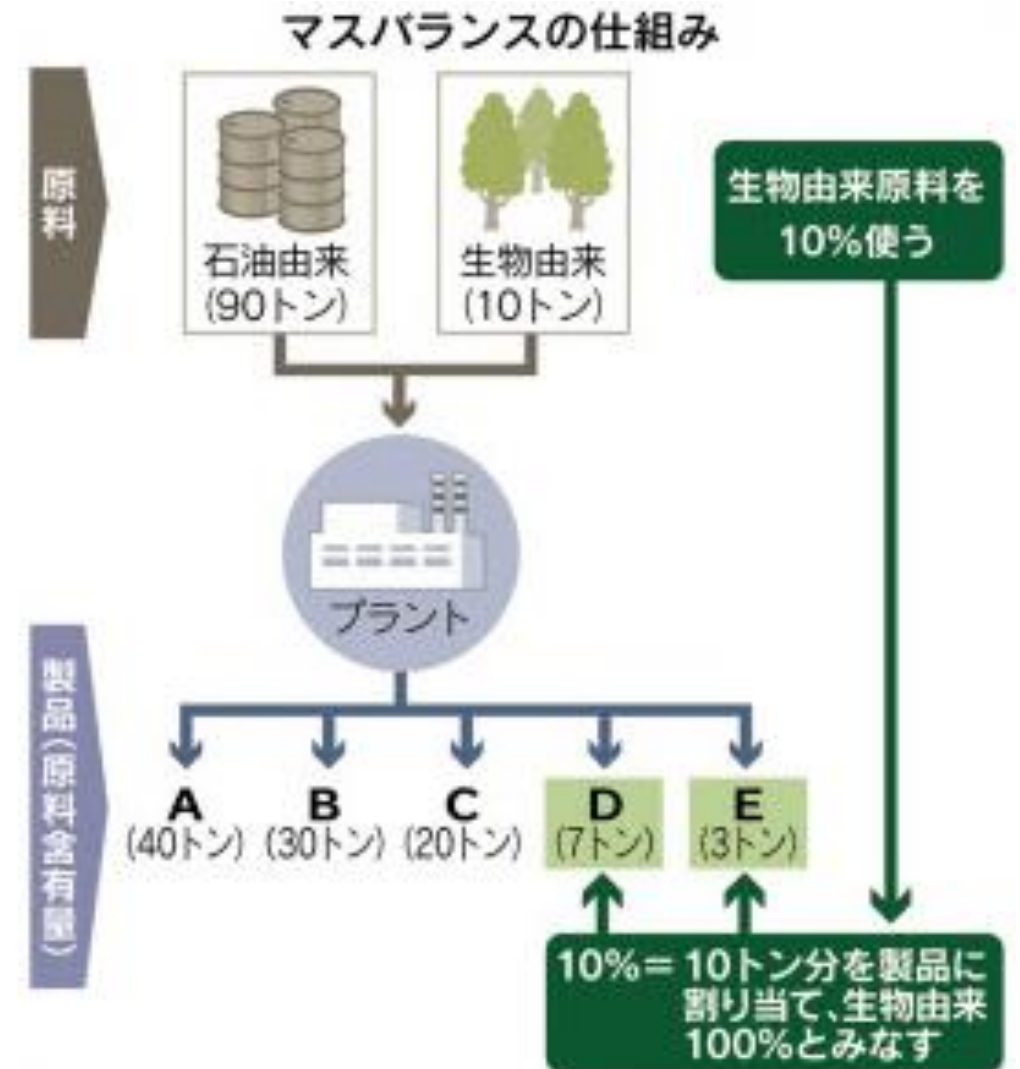 マスバランスの仕組み
原料
石油由来
(90トン)
生物由来
(10トン)
生物由来原料を
10%使う
プラント
製品(原料含有量)
A
(40トン)
B
(30トン)
C
(20トン)
D
(7トン)
E
(3トン)
10%=10トン分を製品に
割り当て、生物由来
100%とみなす